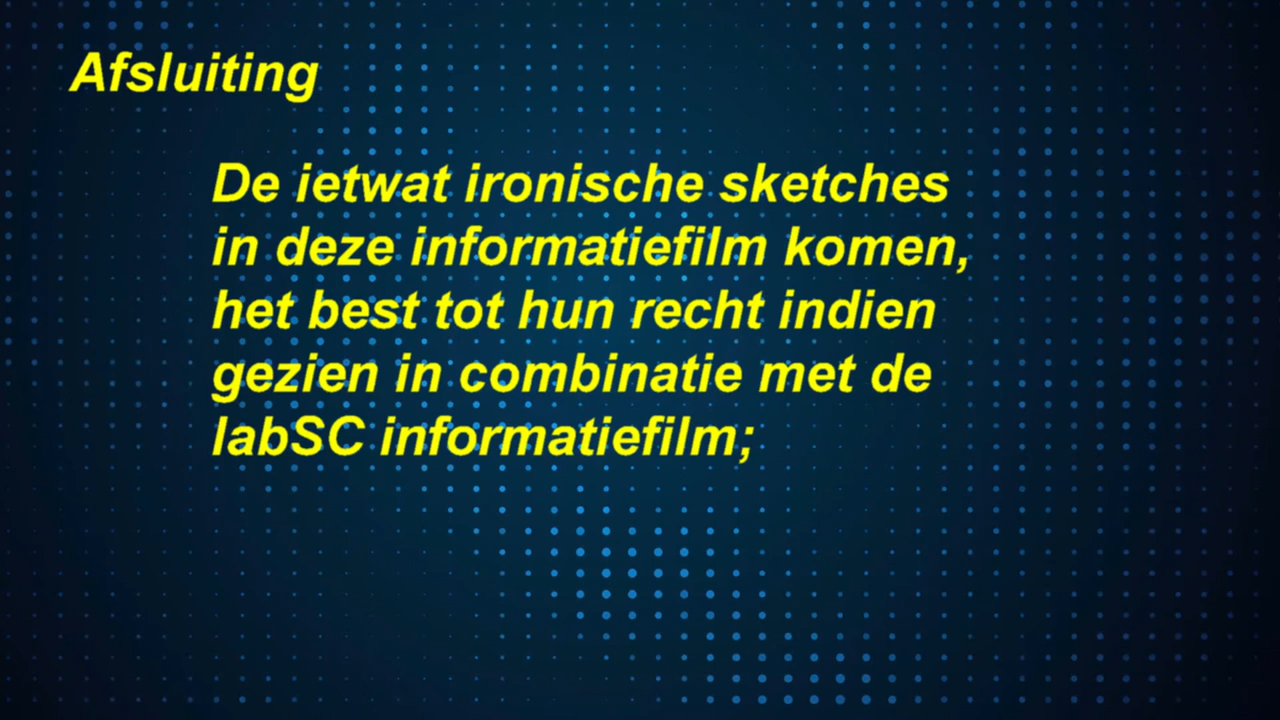 Afsluiting
De ietwat ironische sketches
in deze informatiefilm komen,
het best tot hun recht indien
gezien in combinatie met de
labSC informatiefilm;